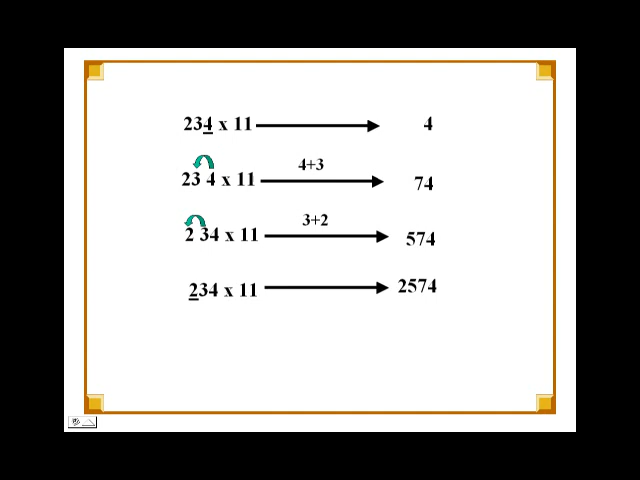 234 x 11 4
23 4 x 11 4+3 74
2 34 x 11 3+2 574
234 x 11 2574